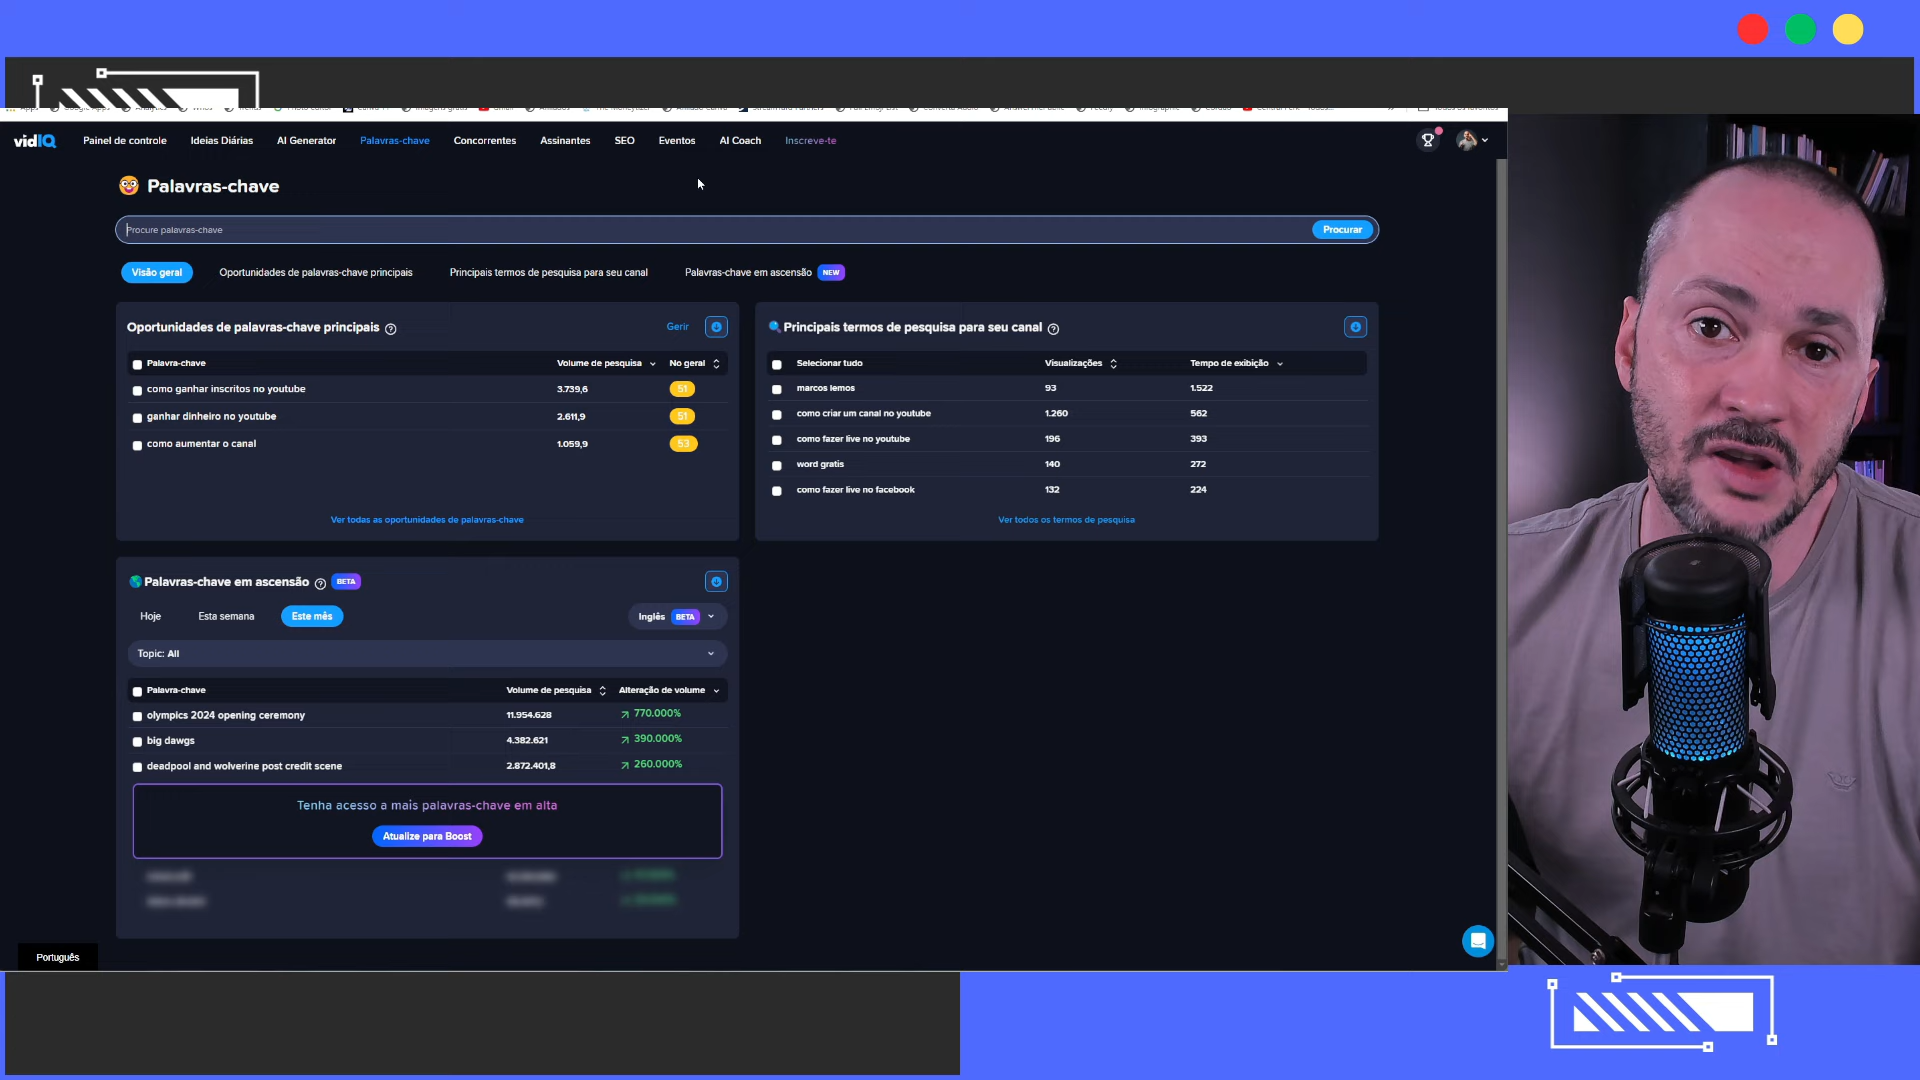 vidIQ
Painel de controle
Ideias Diárias
AI Generator
Palavras-chave
Concorrentes
Assinantes
SEO
Eventos
AI Coach
Inscreve-te
Palavras-chave
Procure palavras-chave
Procurar
Visão geral
Oportunidades de palavras-chave principais
Principais termos de pesquisa para seu canal
Palavras-chave em ascensão NEW
Oportunidades de palavras-chave principais
Gerir
Palavra-chave Volume de pesquisa No geral
como ganhar inscritos no youtube 3.739,6 51
ganhar dinheiro no youtube 2.611,9 51
como aumentar o canal 1.059,9 53
Ver todas as oportunidades de palavras-chave
Principais termos de pesquisa para seu canal
Selecionar tudo Visualizações Tempo de exibição
marcos lemos 93 1.522
como criar um canal no youtube 1.260 562
como fazer live no youtube 196 393
word gratis 140 272
como fazer live no facebook 132 224
Ver todos os termos de pesquisa
Palavras-chave em ascensão BETA
Hoje
Esta semana
Este mês
Inglês BETA
Topic: All
Palavra-chave Volume de pesquisa Alteração de volume
olympics 2024 opening ceremony 11.954.628 770.000%
big dawgs 4.382.621 390.000%
deadpool and wolverine post credit scene 2.872.401,8 260.000%
Tenha acesso a mais palavras-chave em alta
Atualize para Boost
Português